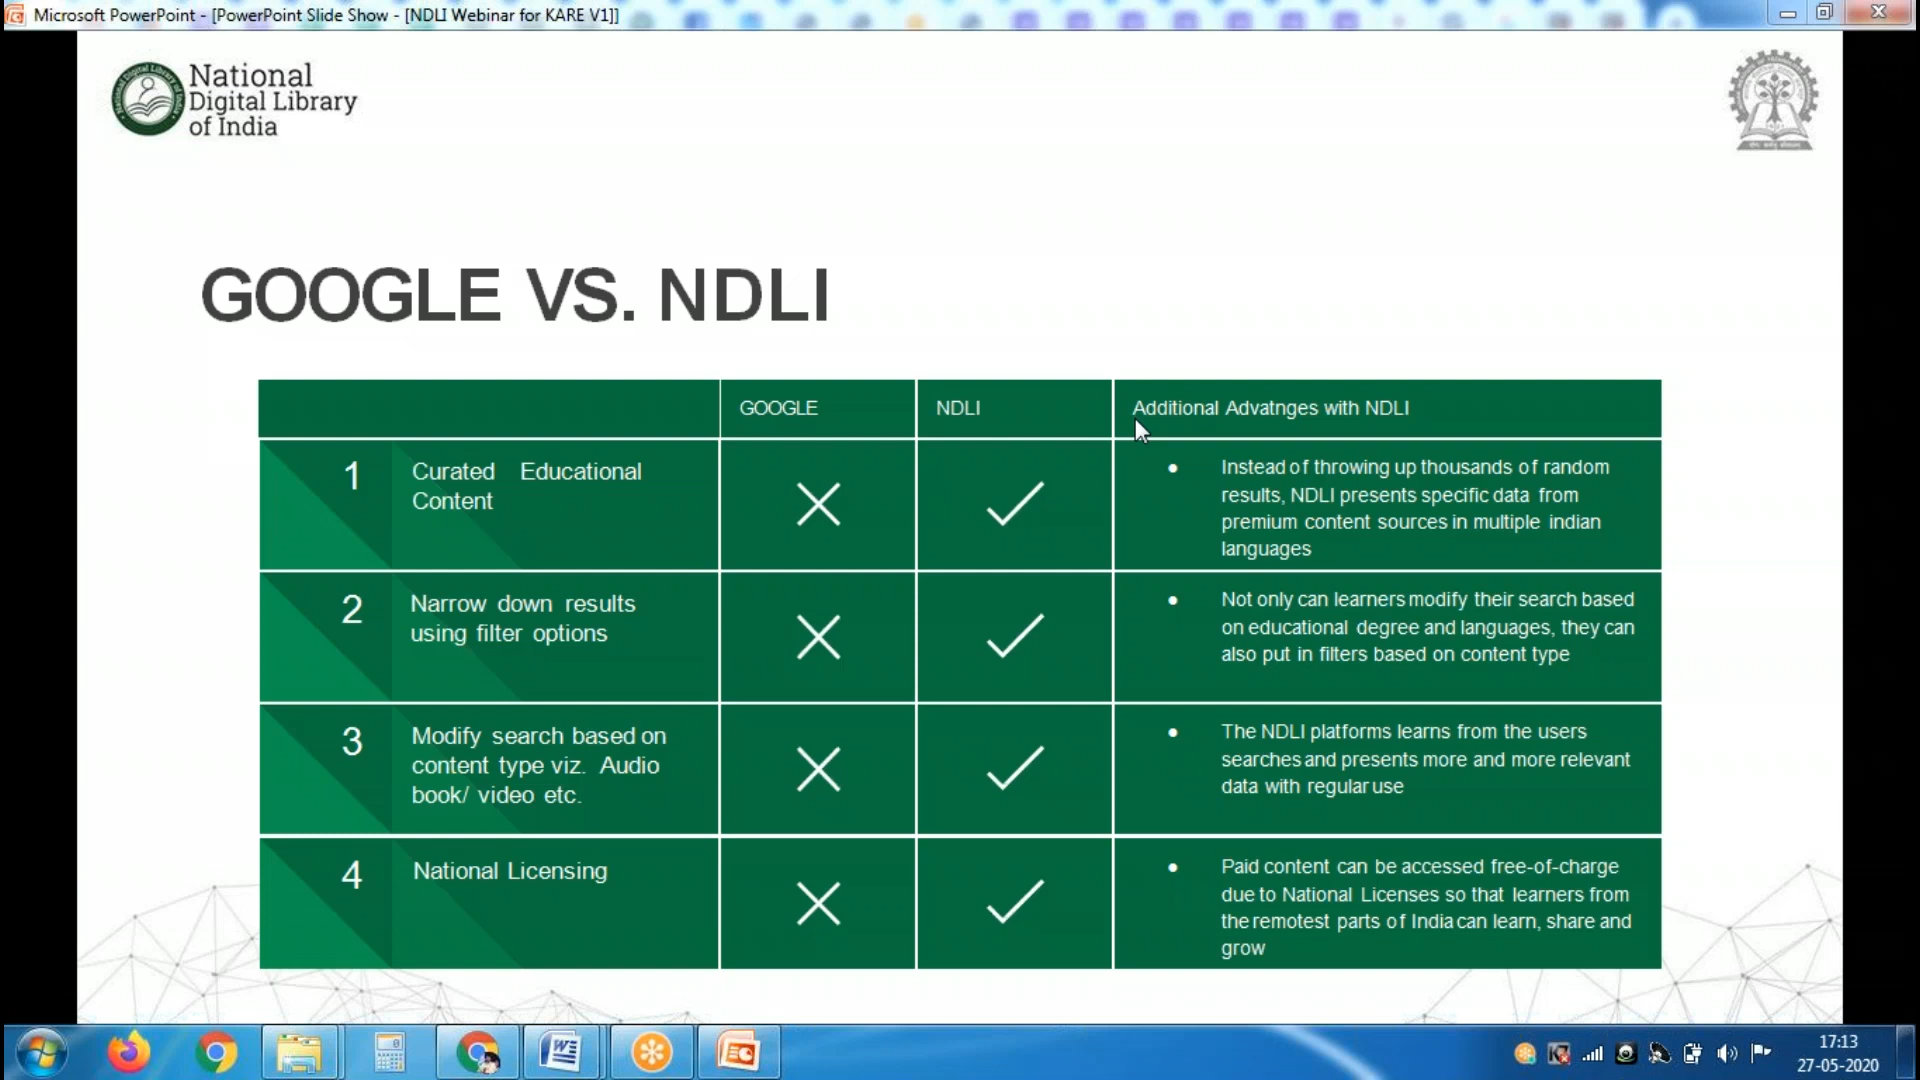 Microsoft PowerPoint - [PowerPoint Slide Show - [NDLI Webinar for KARE V1]]
National
Digital Library
of India
GOOGLE VS. NDLI
GOOGLE
NDLI
Additional Advatnges with NDLI
1
Curated Educational
Content
Instead of throwing up thousands of random
results, NDLI presents specific data from
premium content sources in multiple indian
languages
2
Narrow down results
using filter options
Not only can learners modify their search based
on educational degree and languages, they can
also put in filters based on content type
3
Modify search based on
content type viz. Audio
book/ video etc.
The NDLI platforms learns from the users
searches and presents more and more relevant
data with regular use
4
National Licensing
Paid content can be accessed free-of-charge
due to National Licenses so that learners from
the remotest parts of India can learn, share and
grow
17:13
27-05-2020